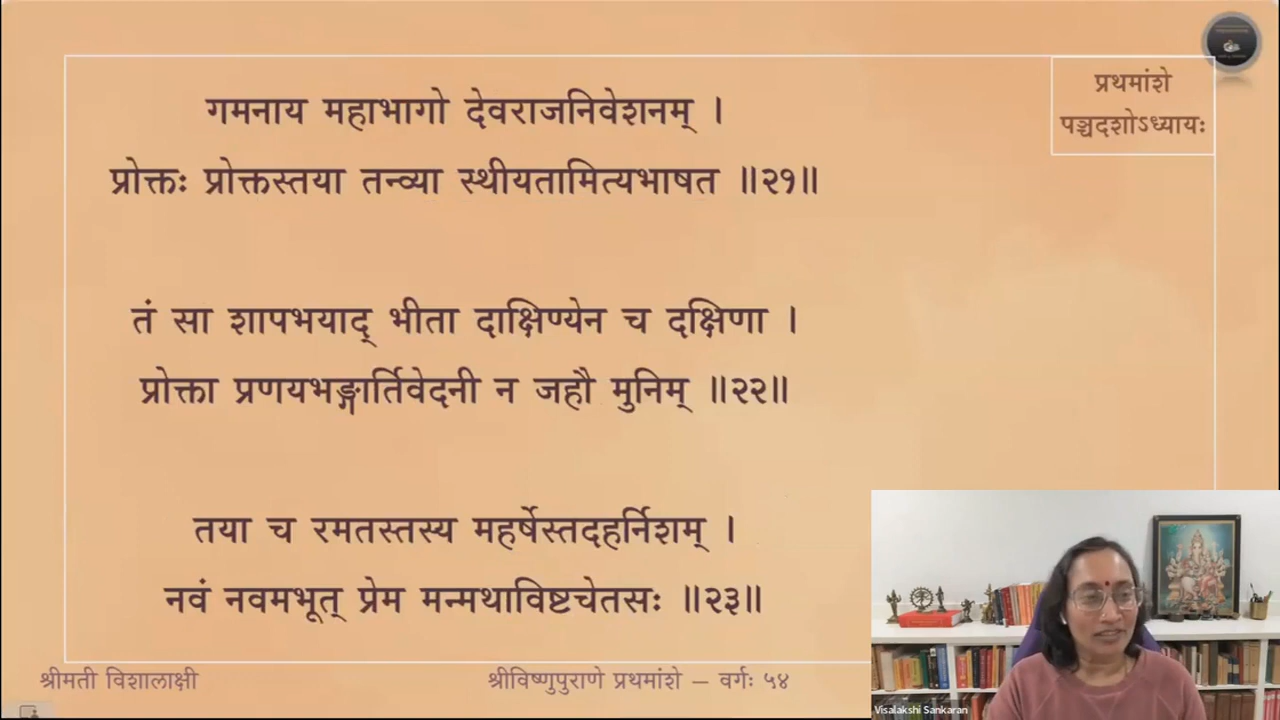 प्रथमांशे
पञ्चदशोऽध्यायः
गमनाय महाभागो देवराजनिवेशनम् ।
प्रोक्तः प्रोक्तस्तया तन्व्या स्थीयतामित्यभाषत ॥२१॥
तं सा शापभयाद् भीता दाक्षिण्येन च दक्षिणा ।
प्रोक्ता प्रणयभङ्गार्तिवेदनी न जहौ मुनिम् ॥२२॥
तया च रमतस्तस्य महर्षेस्तदहर्निशम् ।
नवं नवमभूत् प्रेम मन्मथाविष्टचेतसः ॥२३॥
श्रीमती विशालाक्षी
श्रीविष्णुपुराणे प्रथमांशे – वर्गः ५४
Visalakshi Sankaran